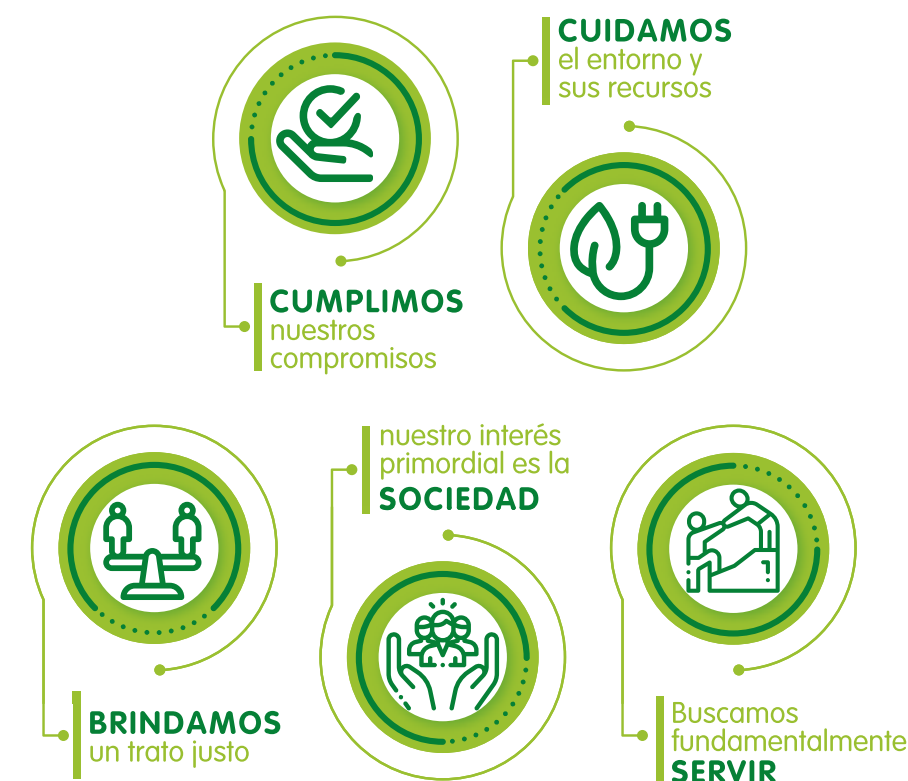 CUIDAMOS
el entorno y
sus recursos
CUMPLIMOS
nuestros
compromisos
nuestro interés
primordial es la
SOCIEDAD
BRINDAMOS
un trato justo
Buscamos
fundamentalmente
SERVIR